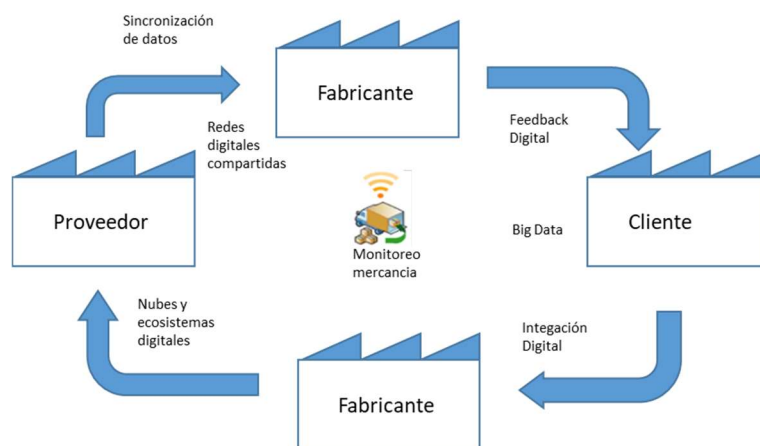 Sincronización
de datos
Fabricante
Feedback
Digital
Redes
digitales
compartidas
Proveedor
Cliente
Big Data
Monitoreo
mercancia
Nubes y
ecosistemas
digitales
Integación
Digital
Fabricante